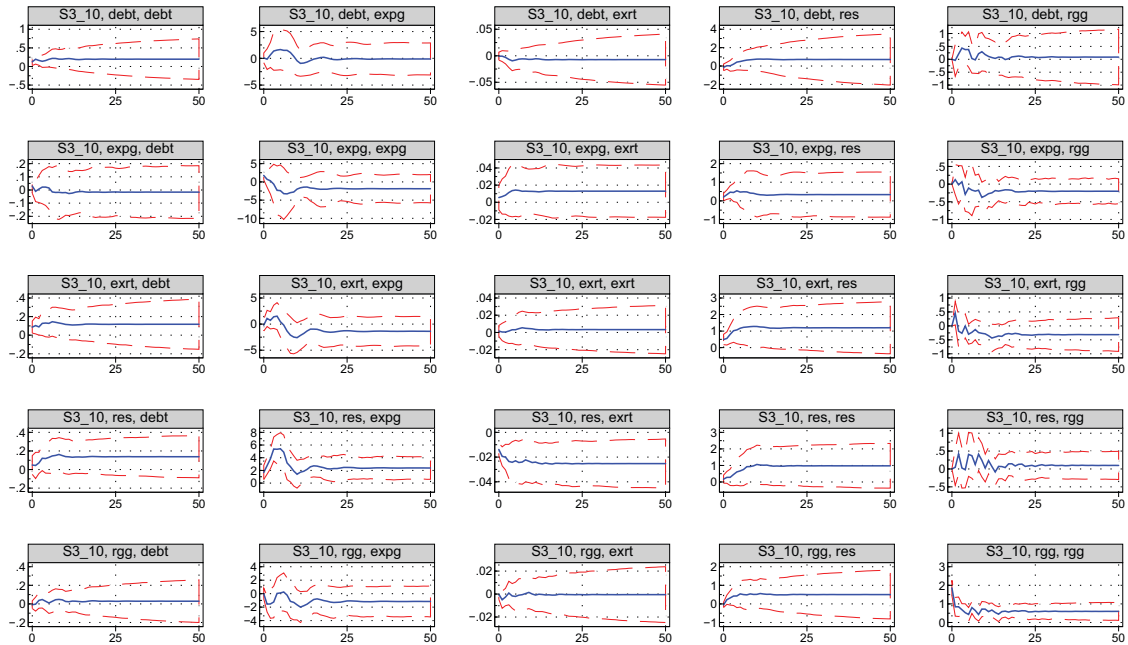 S3_10, debt, debt
1
.5
0
-.5
0 25 50
S3_10, debt, expg
5
0
-5
0 25 50
S3_10, debt, exrt
.05
0
-.05
0 25 50
S3_10, debt, res
4
2
0
-2
0 25 50
S3_10, debt, rgg
1
.5
0
-.5
-1
0 25 50
S3_10, expg, debt
.2
.1
0
-.1
-.2
0 25 50
S3_10, expg, expg
5
0
-5
-10
0 25 50
S3_10, expg, exrt
.04
.02
0
-.02
0 25 50
S3_10, expg, res
2
1
0
-1
0 25 50
S3_10, expg, rgg
1
.5
0
-.5
-1
0 25 50
S3_10, exrt, debt
.4
.2
0
-.2
0 25 50
S3_10, exrt, expg
5
0
-5
0 25 50
S3_10, exrt, exrt
.04
.02
0
-.02
0 25 50
S3_10, exrt, res
3
2
1
0
0 25 50
S3_10, exrt, rgg
1
.5
0
-.5
-1
0 25 50
S3_10, res, debt
.4
.2
0
-.2
0 25 50
S3_10, res, expg
8
6
4
2
0
0 25 50
S3_10, res, exrt
0
-.02
-.04
0 25 50
S3_10, res, res
3
2
1
0
0 25 50
S3_10, res, rgg
1
.5
0
-.5
0 25 50
S3_10, rgg, debt
.4
.2
0
-.2
0 25 50
S3_10, rgg, expg
4
2
0
-2
-4
0 25 50
S3_10, rgg, exrt
.02
0
-.02
0 25 50
S3_10, rgg, res
2
1
0
-1
0 25 50
S3_10, rgg, rgg
3
2
1
0
0 25 50